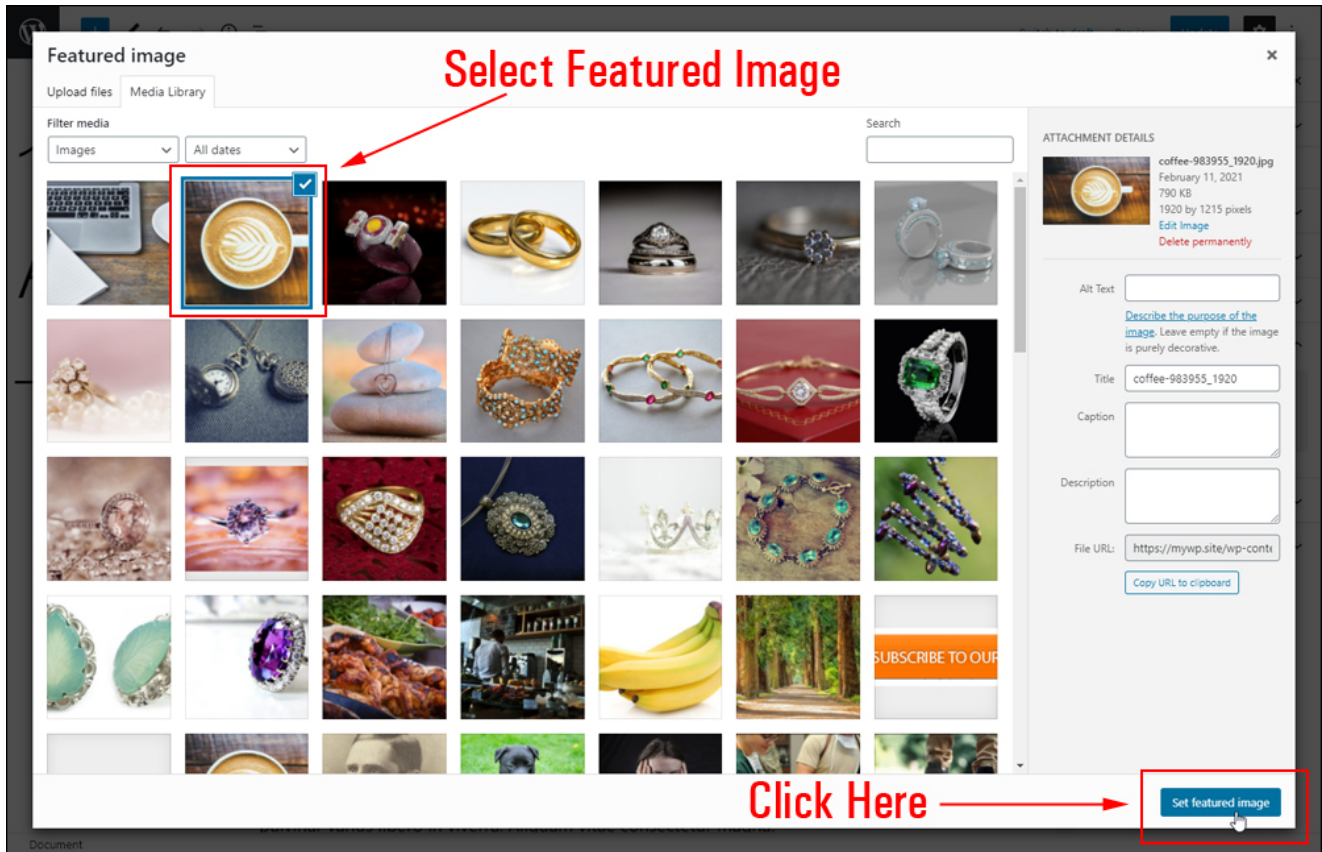 Featured image
Select Featured Image
Upload files
Media Library
Filter media
Images
All dates
Search
ATTACHMENT DETAILS
coffee-983955_1920.jpg
February 11, 2021
790 KB
1920 by 1215 pixels
Edit Image
Delete permanently
Alt Text
Describe the purpose of the
image. Leave empty if the image
is purely decorative.
Title
coffee-983955_1920
Caption
Description
File URL:
https://mywp.site/wp-conte
Copy URL to clipboard
SUBSCRIBE TO OUR
Click Here
Set featured image
Document